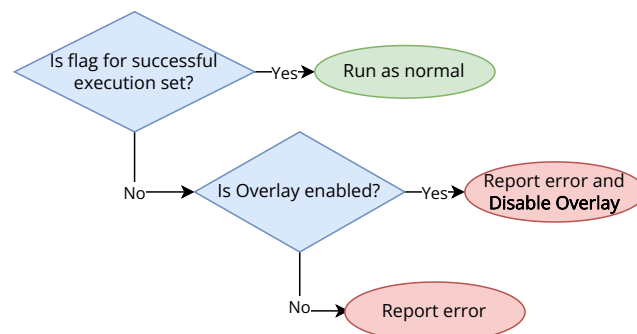 Is flag for successful
execution set?
Yes
Run as normal
No
Is Overlay enabled?
Yes
Report error and
Disable Overlay
No
Report error